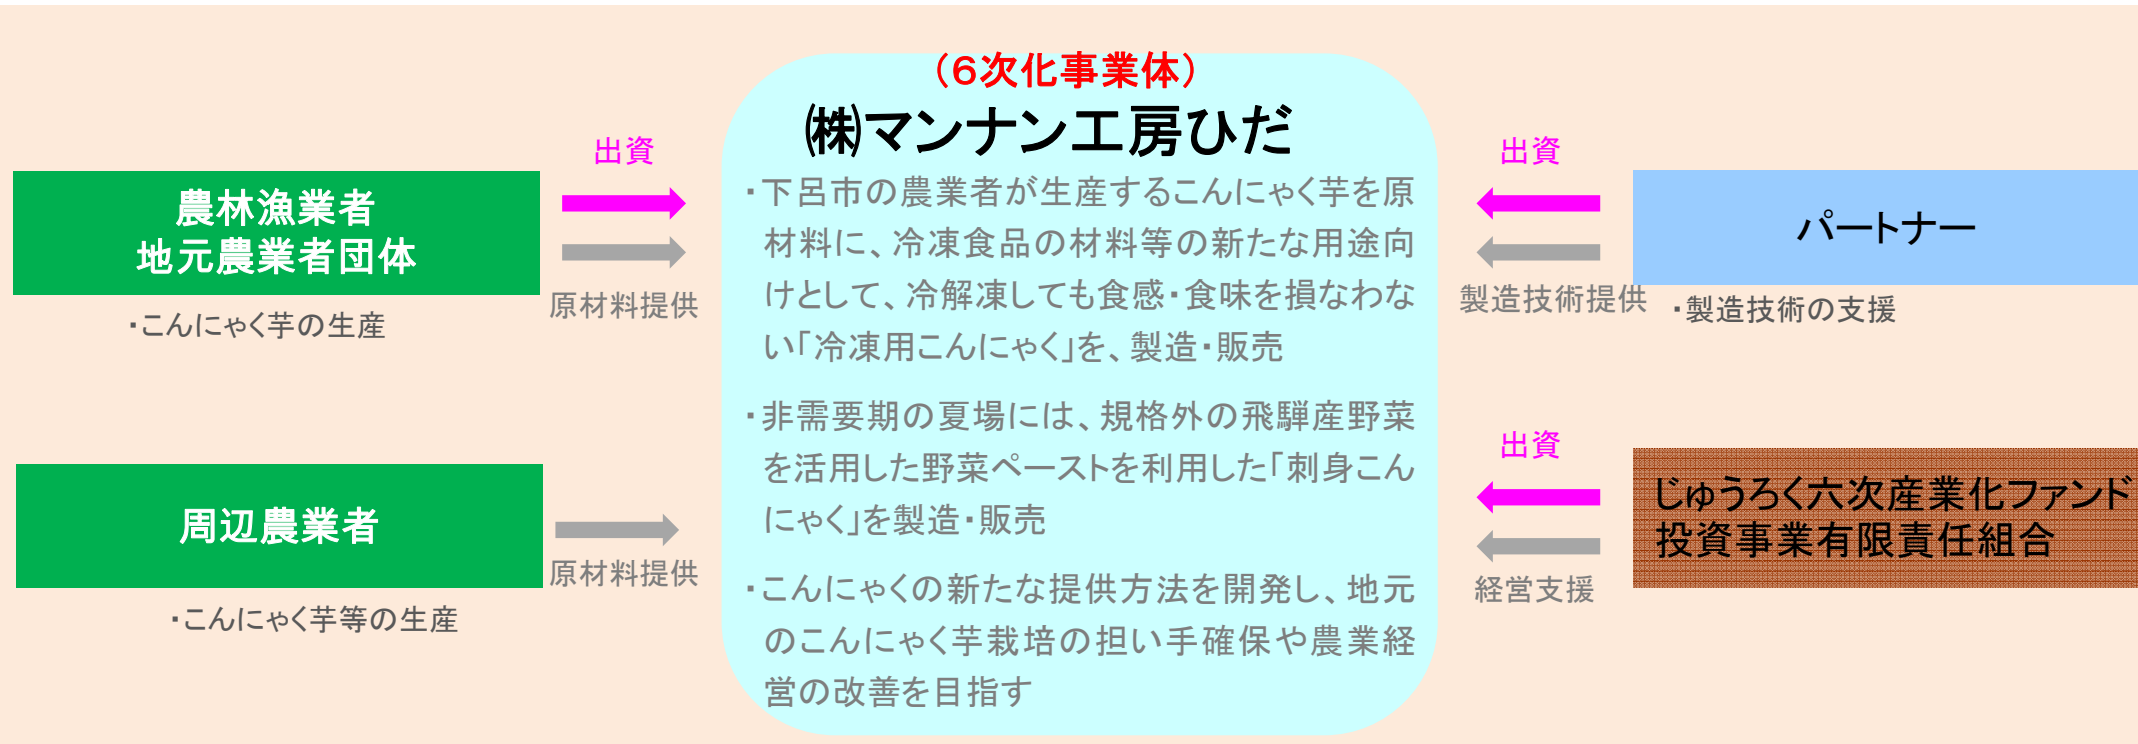 （６次化事業体）
㈱マンナン工房ひだ
・下呂市の農業者が生産するこんにゃく芋を原
材料に、冷凍食品の材料等の新たな用途向
けとして、冷解凍しても食感・食味を損なわな
い「冷凍用こんにゃく」を、製造・販売
・非需要期の夏場には、規格外の飛騨産野菜
を活用した野菜ペーストを利用した「刺身こん
にゃく」を製造・販売
・こんにゃくの新たな提供方法を開発し、地元
のこんにゃく芋栽培の担い手確保や農業経
営の改善を目指す
農林漁業者
地元農業者団体
・こんにゃく芋の生産
出資
原材料提供
周辺農業者
・こんにゃく芋等の生産
原材料提供
出資
製造技術提供
パートナー
・製造技術の支援
出資
経営支援
じゅうろく六次産業化ファンド
投資事業有限責任組合